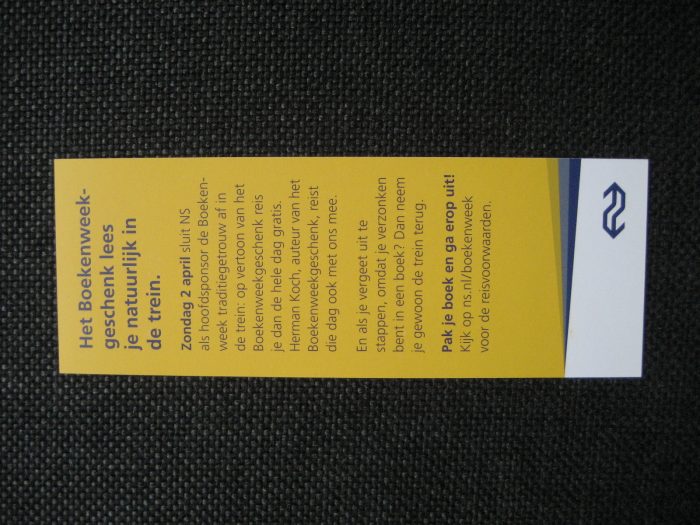 Het Boekenweek-
geschenk lees
je natuurlijk in
de trein.
Zondag 2 april sluit NS
als hoofdsponsor de Boeken-
week traditiegetrouw af in
de trein: op vertoon van het
Boekenweekgeschenk reis
je dan de hele dag gratis.
Herman Koch, auteur van het
Boekenweekgeschenk, reist
die dag ook met ons mee.
En als je vergeet uit te
stappen, omdat je verzonken
bent in een boek? Dan neem
je gewoon de trein terug.
Pak je boek en ga erop uit!
Kijk op ns.nl/boekenweek
voor de reisvoorwaarden.